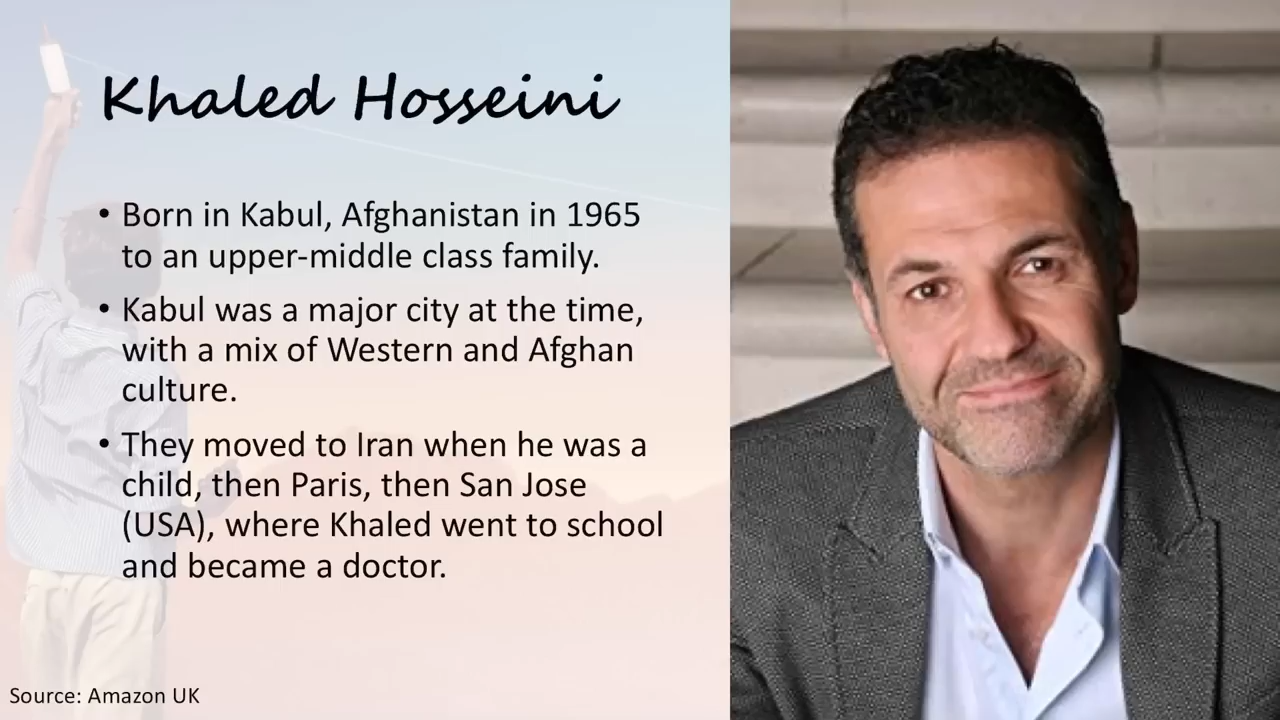 Khaled Hosseini
• Born in Kabul, Afghanistan in 1965
to an upper-middle class family.
• Kabul was a major city at the time,
with a mix of Western and Afghan
culture.
• They moved to Iran when he was a
child, then Paris, then San Jose
(USA), where Khaled went to school
and became a doctor.
Source: Amazon UK